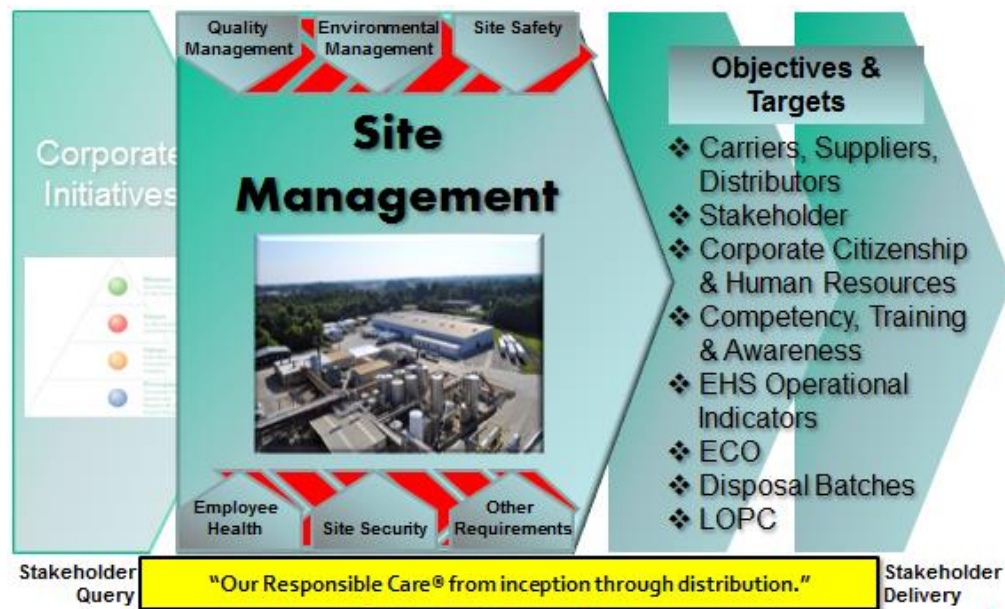 Quality
Management
Environmental
Management
Site Safety
Corporate
Initiatives
Site
Management
Employee
Health
Site Security
Other
Requirements
Objectives &
Targets
❖ Carriers, Suppliers,
Distributors
❖ Stakeholder
❖ Corporate Citizenship
& Human Resources
❖ Competency, Training
& Awareness
❖ EHS Operational
Indicators
❖ ECO
❖ Disposal Batches
❖ LOPC
Stakeholder
Query
“Our Responsible Care® from inception through distribution.”
Stakeholder
Delivery